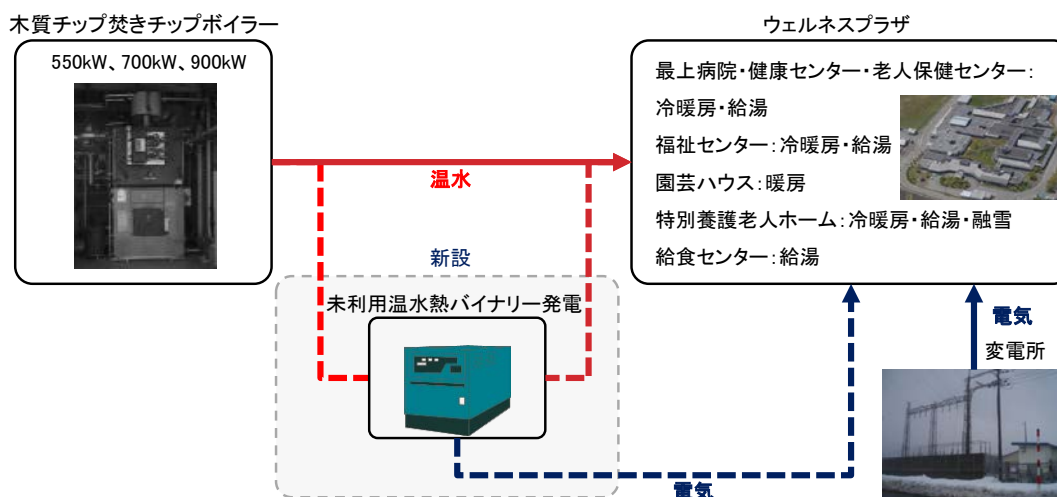 木質チップ焚きチップボイラー
550kW、700kW、900kW
ウェルネスプラザ
最上病院・健康センター・老人保健センター:
冷暖房・給湯
福祉センター:冷暖房・給湯
園芸ハウス:暖房
特別養護老人ホーム:冷暖房・給湯・融雪
給食センター:給湯
温水
新設
未利用温水熱バイナリー発電
電気
変電所
電気